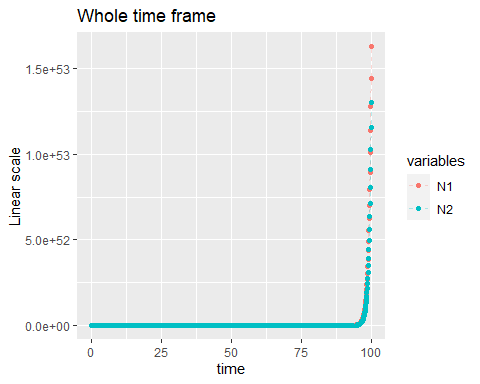 Whole time frame
1.5e+53
1.0e+53
5.0e+52
0.0e+00
Linear scale
0
25
50
75
100
time
variables
N1
N2